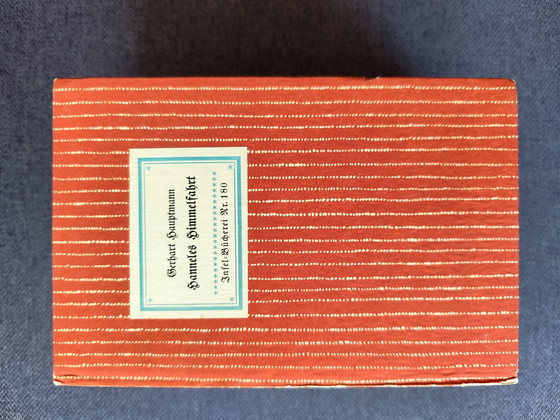 Gerhart Hauptmann
Hanneles Himmelfahrt
Insel-Bücherei Nr. 180